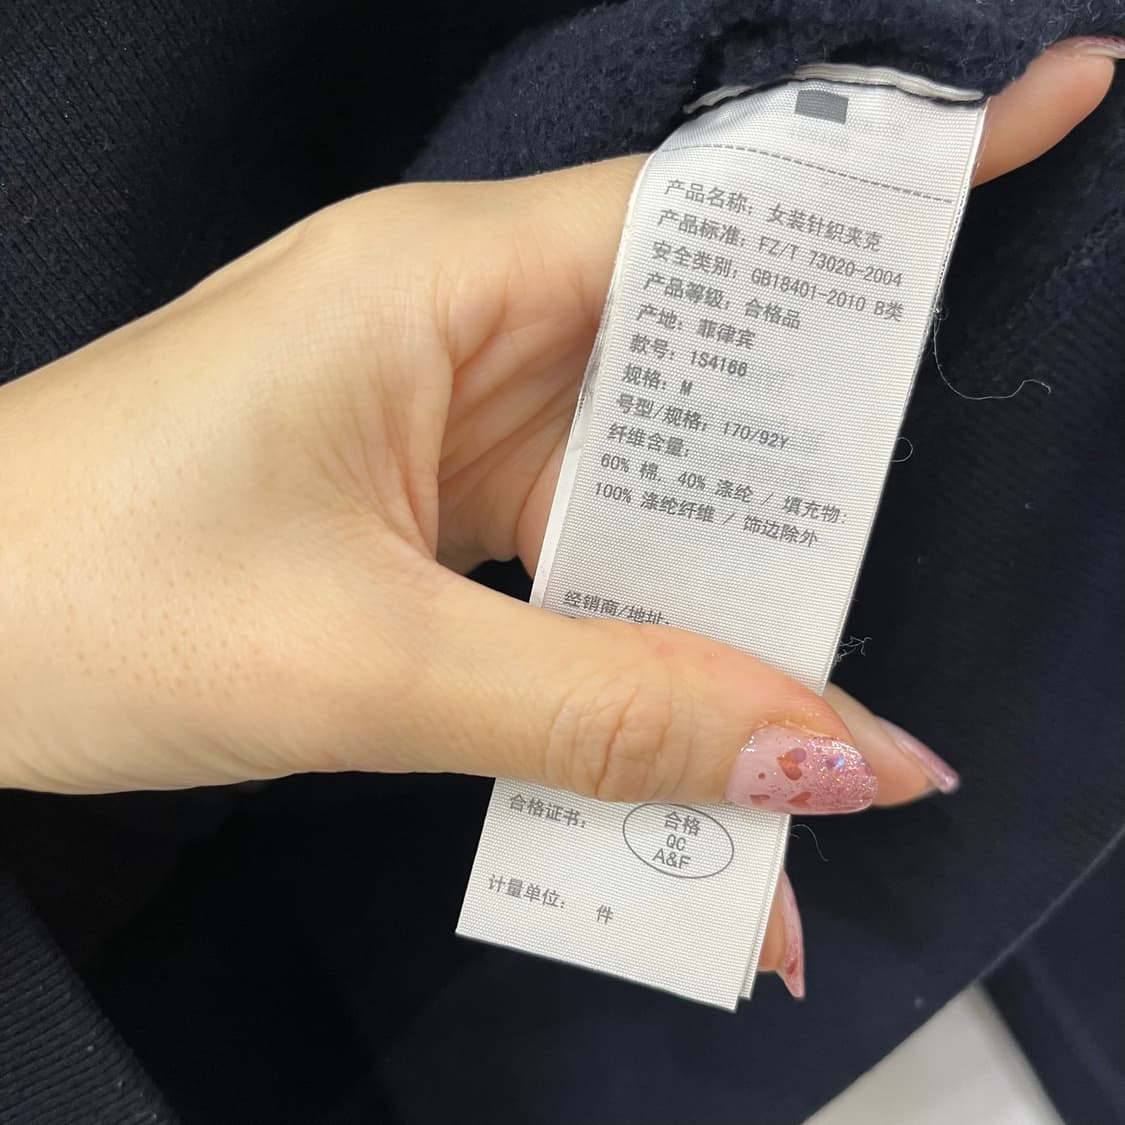 产品名称：女装针织夹克
产品标准：FZ/T 73020-2004
安全类别：GB18401-2010 B类
产品等级：合格品
产地：菲律宾
款号：1S4166
规格：M
号型/规格：170/92Y
纤维含量：
60% 棉，40% 涤纶 / 填充物：
100% 涤纶纤维 / 饰边除外
经销商/地址：
合格证书：
合格
QC
A&F
计量单位： 件